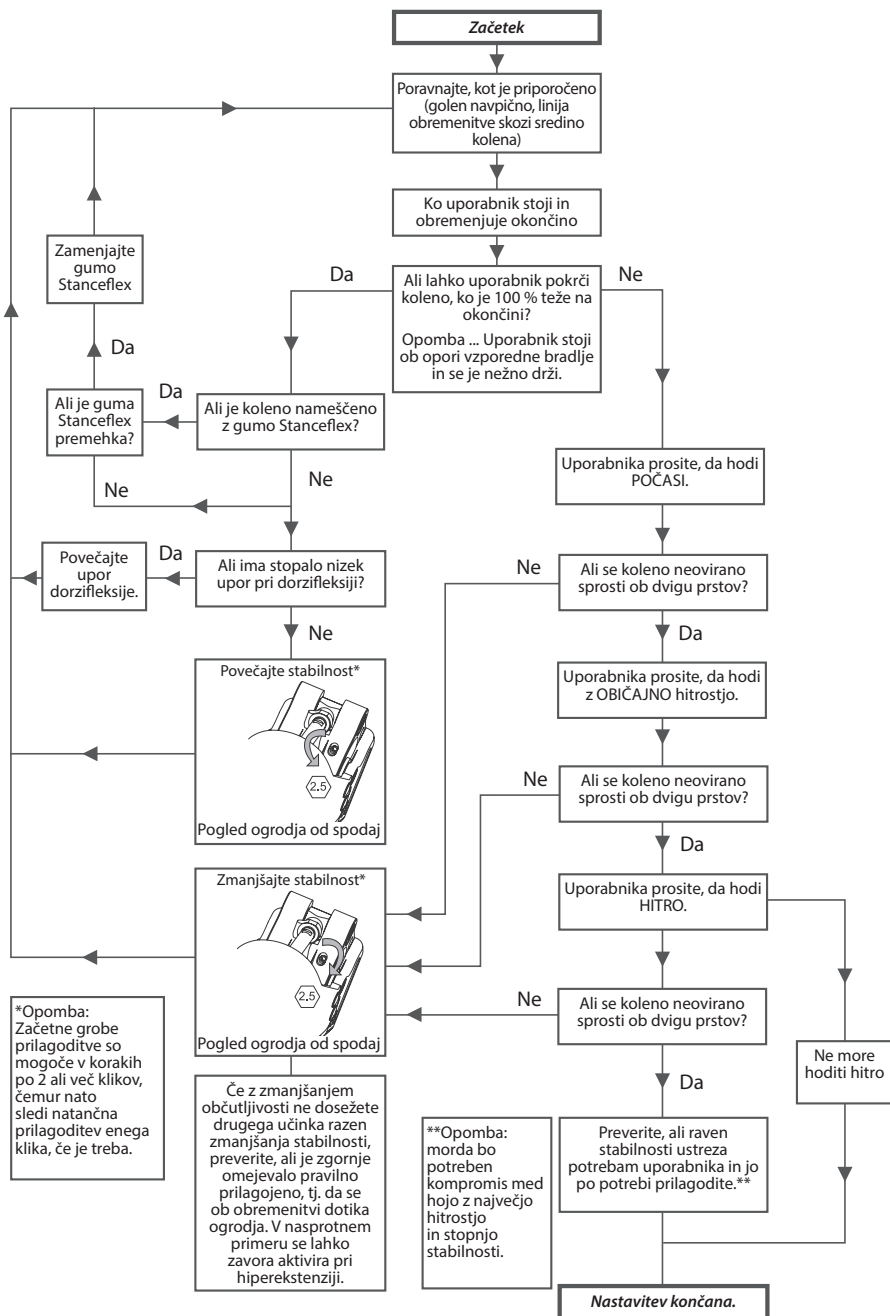 Začetek
Poravnajte, kot je priporočeno
(golen navpično, linija
obremenitve skozi sredino
kolena)
Ko uporabnik stoji in
obremenjuje okončino
Da
Ali lahko uporabnik pokrči
koleno, ko je 100 % teže na
okončini?
Opomba ... Uporabnik stoji
ob opori vzporedne bradlje
in se je nežno drži.
Ne
Zamenjajte
gumo
Stanceflex
Da
Ali je guma
Stanceflex
premehka?
Da
Ali je koleno nameščeno
z gumo Stanceflex?
Ne
Ne
Uporabnika prosite, da hodi
POČASI.
Povečajte
upor
dorzifleksije.
Da
Ali ima stopalo nizek
upor pri dorzifleksiji?
Ne
Ne
Ali se koleno neovirano
sprosti ob dvigu prstov?
Da
Povečajte stabilnost*
2.5
Pogled ogrodja od spodaj
Uporabnika prosite, da hodi
z OBIČAJNO hitrostjo.
Ne
Ali se koleno neovirano
sprosti ob dvigu prstov?
Da
Zmanjšajte stabilnost*
2.5
Pogled ogrodja od spodaj
Uporabnika prosite, da hodi
HITRO.
Ne
Ali se koleno neovirano
sprosti ob dvigu prstov?
Da
Ne more
hoditi hitro
*Opomba:
Začetne grobe
prilagoditve so
mogoče v korakih
po 2 ali več klikov,
čemur nato
sledi natančna
prilagoditev enega
klika, če je treba.
Če z zmanjšanjem
občutljivosti ne dosežete
drugega učinka razen
zmanjšanja stabilnosti,
preverite, ali je zgornje
omejevalo pravilno
prilagojeno, tj. da se
ob obremenitvi dotika
ogrodja. V nasprotnem
primeru se lahko
zavora aktivira pri
hiperekstenziji.
**Opomba:
morda bo
potreben
kompromis med
hojo z največjo
hitrostjo
in stopnjo
stabilnosti.
Preverite, ali raven
stabilnosti ustreza
potrebam uporabnika in jo
po potrebi prilagodite.**
Nastavitev končana.